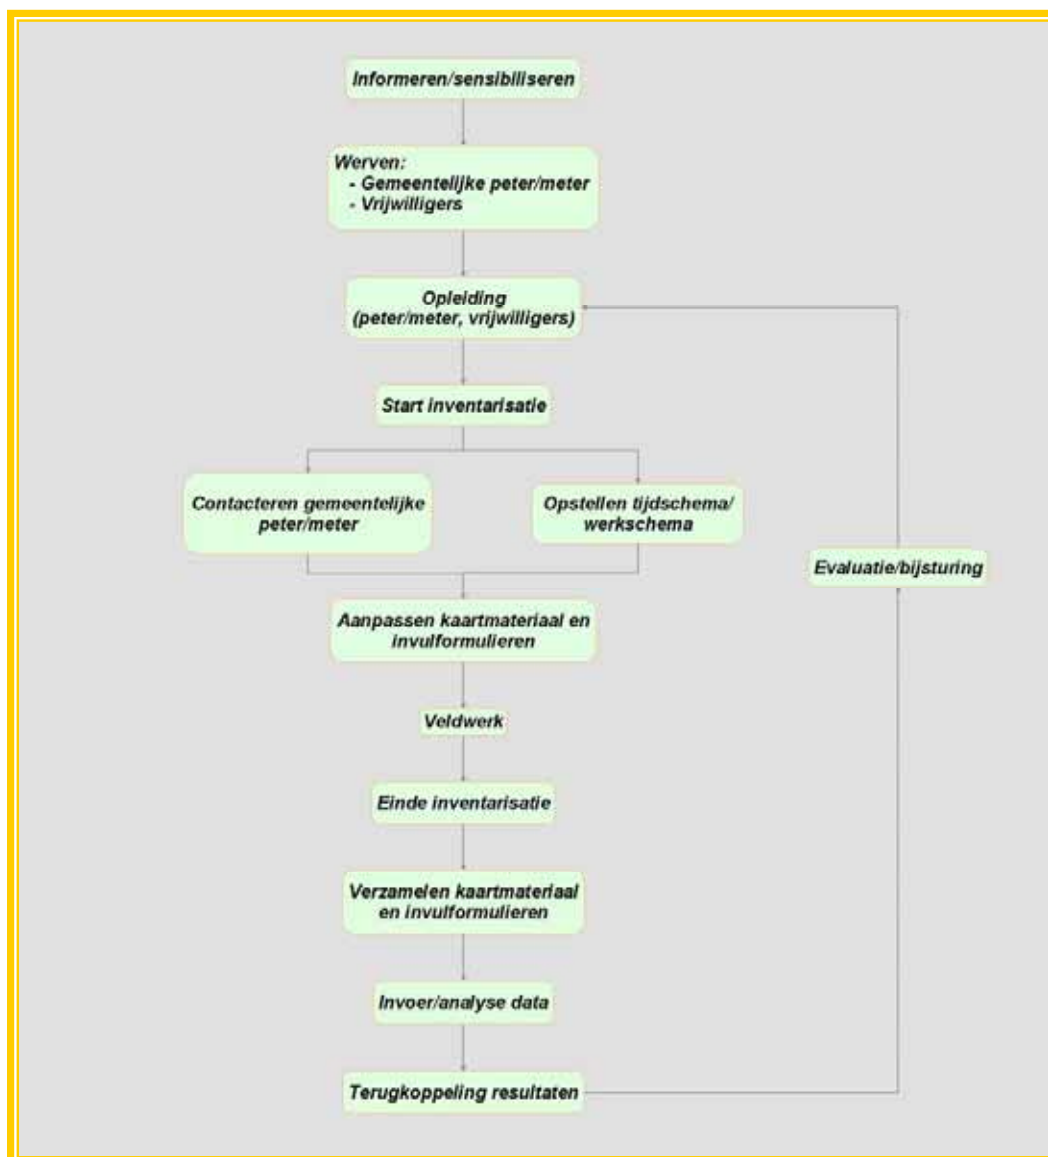 Informeren/sensibiliseren
Werven:
- Gemeentelijke peter/meter
- Vrijwilligers
Opleiding
(peter/meter, vrijwilligers)
Start inventarisatie
Contacteren gemeentelijke
peter/meter
Opstellen tijdschema/
werkschema
Evaluatie/bijsturing
Aanpassen kaartmateriaal en
invulformulieren
Veldwerk
Einde inventarisatie
Verzamelen kaartmateriaal
en invulformulieren
Invoer/analyse data
Terugkoppeling resultaten